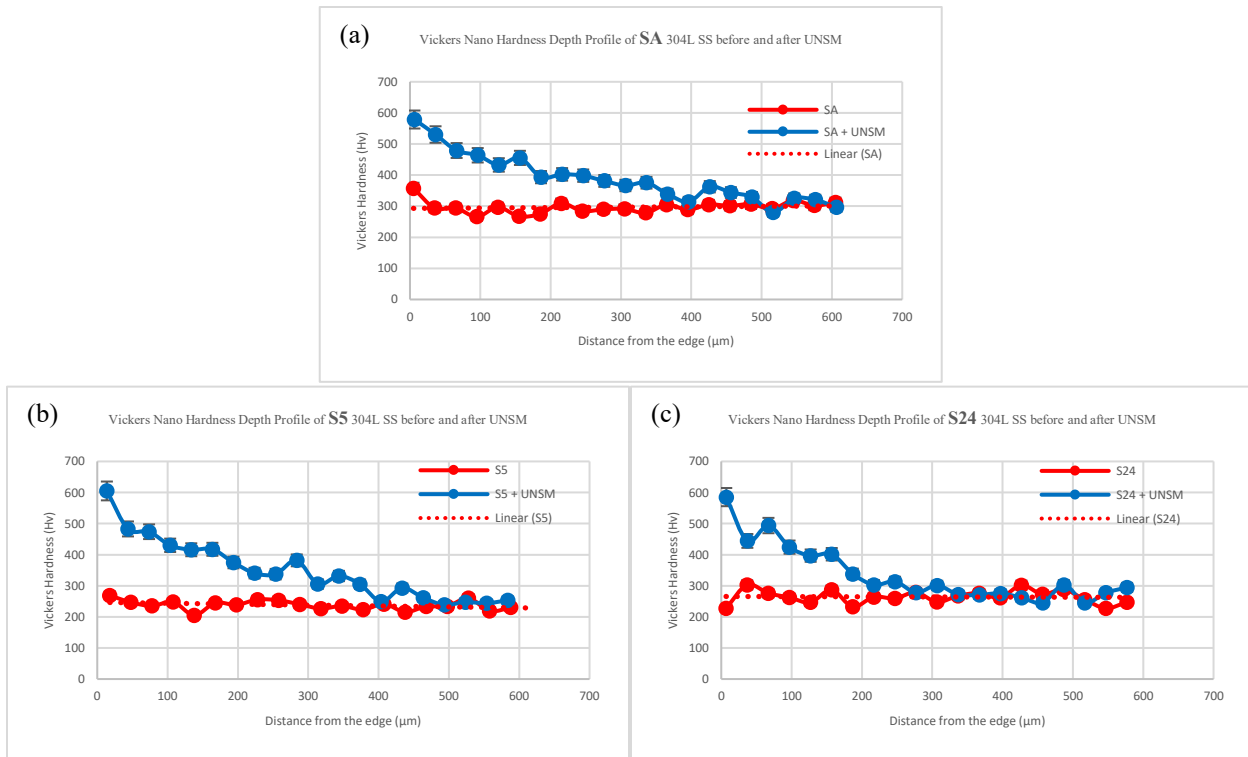 (a)
Vickers Nano Hardness Depth Profile of SA 304L SS before and after UNSM
700
600
500
400
300
200
100
0
Vickers Hardness (Hv)
SA
SA + UNSM
Linear (SA)
0 100 200 300 400 500 600 700
Distance from the edge (µm)
(b)
Vickers Nano Hardness Depth Profile of S5 304L SS before and after UNSM
700
600
500
400
300
200
100
0
Vickers Hardness (Hv)
S5
S5 + UNSM
Linear (S5)
0 100 200 300 400 500 600 700
Distance from the edge (µm)
(c)
Vickers Nano Hardness Depth Profile of S24 304L SS before and after UNSM
700
600
500
400
300
200
100
0
Vickers Hardness (Hv)
S24
S24 + UNSM
Linear (S24)
0 100 200 300 400 500 600 700
Distance from the edge (µm)